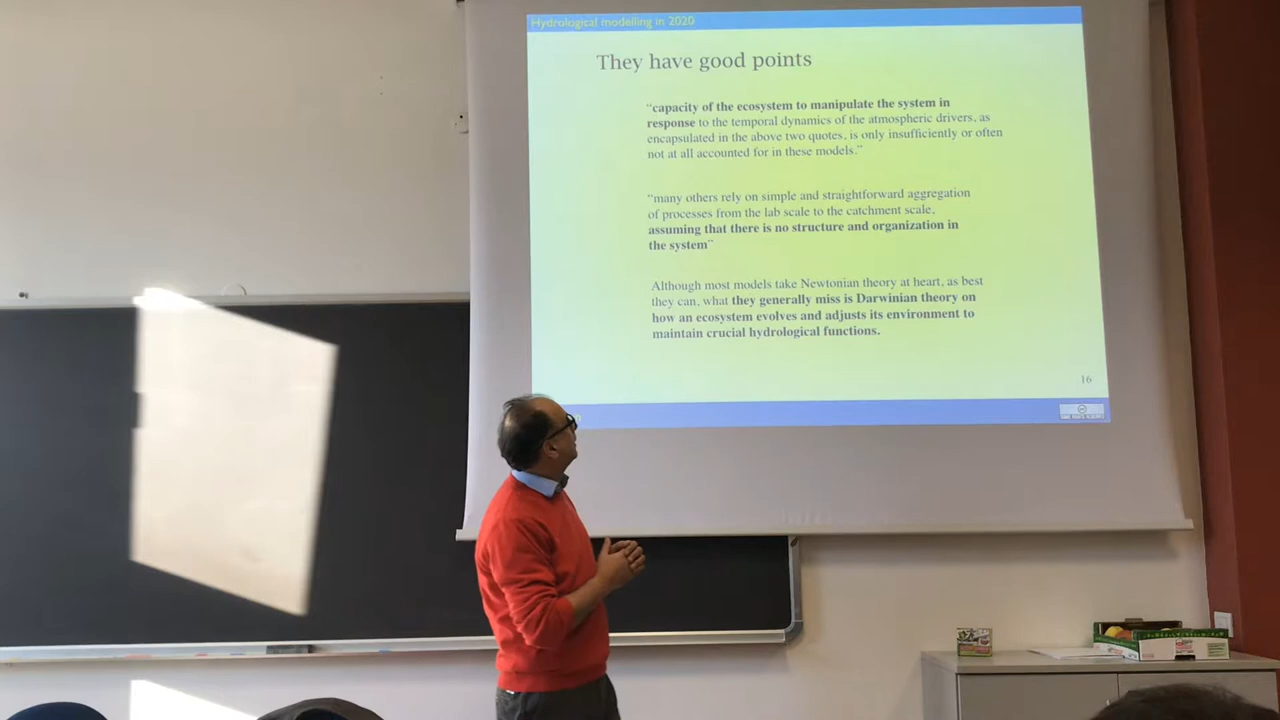 Hydrological modelling in 2020
They have good points
“capacity of the ecosystem to manipulate the system in
response to the temporal dynamics of the atmospheric drivers, as
encapsulated in the above two quotes, is only insufficiently or often
not at all accounted for in these models.”
“many others rely on simple and straightforward aggregation
of processes from the lab scale to the catchment scale,
assuming that there is no structure and organization in
the system”
Although most models take Newtonian theory at heart, as best
they can, what they generally miss is Darwinian theory on
how an ecosystem evolves and adjusts its environment to
maintain crucial hydrological functions.
16
SOME RIGHTS RESERVED